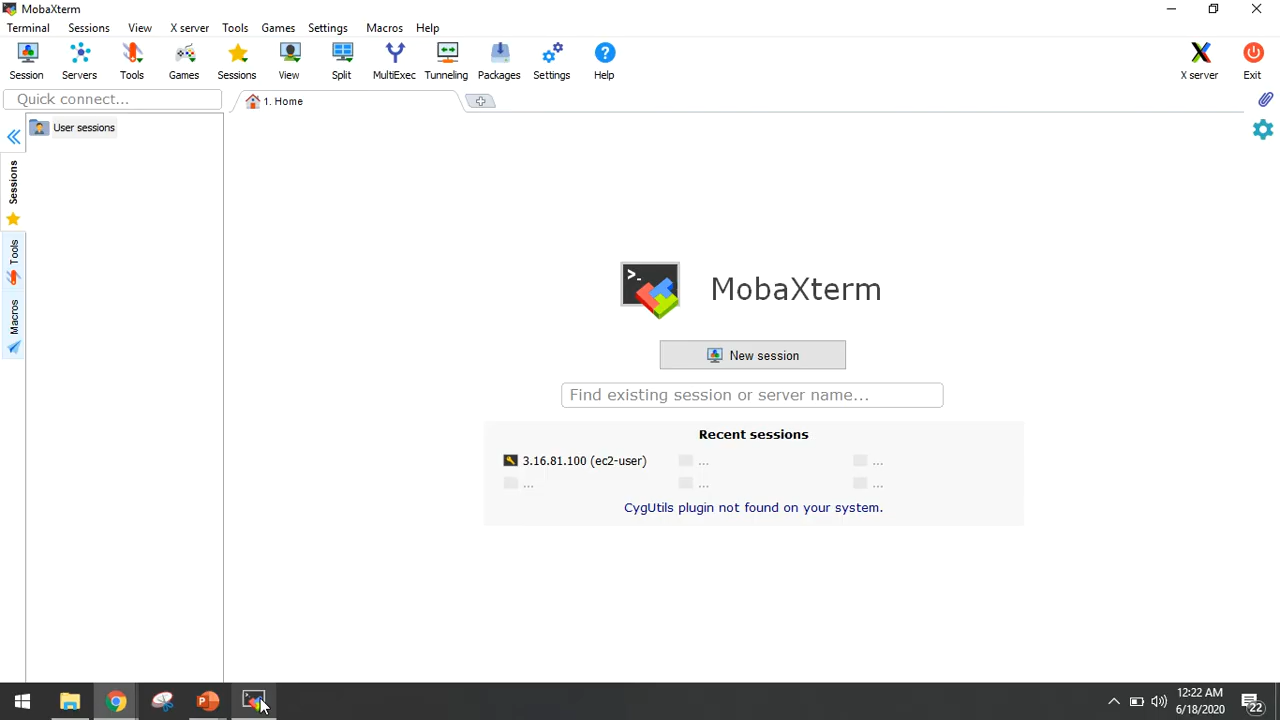 MobaXterm
Terminal Sessions View X server Tools Games Settings Macros Help
Session Servers Tools Games Sessions View Split MultiExec Tunneling Packages Settings Help X server Exit
Quick connect...
1. Home
User sessions
Sessions
Tools
Macros
MobaXterm
New session
Find existing session or server name...
Recent sessions
3.16.81.100 (ec2-user) ... ...
... ... ...
CygUtils plugin not found on your system.
12:22 AM
6/18/2020
22